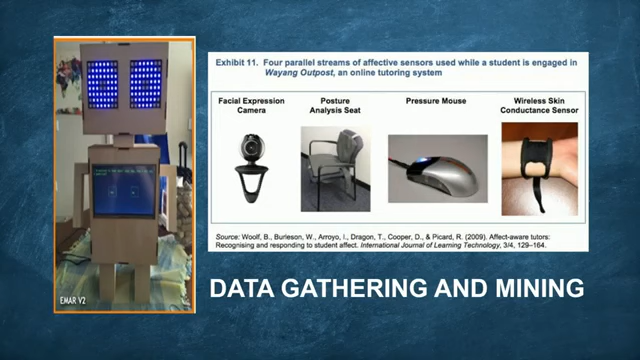 Exhibit 11. Four parallel streams of affective sensors used while a student is engaged in
Wayang Outpost, an online tutoring system
Facial Expression
Camera
Posture
Analysis Seat
Pressure Mouse
Wireless Skin
Conductance Sensor
Source: Woolf, B., Burleson, W., Arroyo, I., Dragon, T., Cooper, D., & Picard, R. (2009). Affect-aware tutors:
Recognising and responding to student affect. International Journal of Learning Technology, 3/4, 129–164.
EMAR V2
DATA GATHERING AND MINING